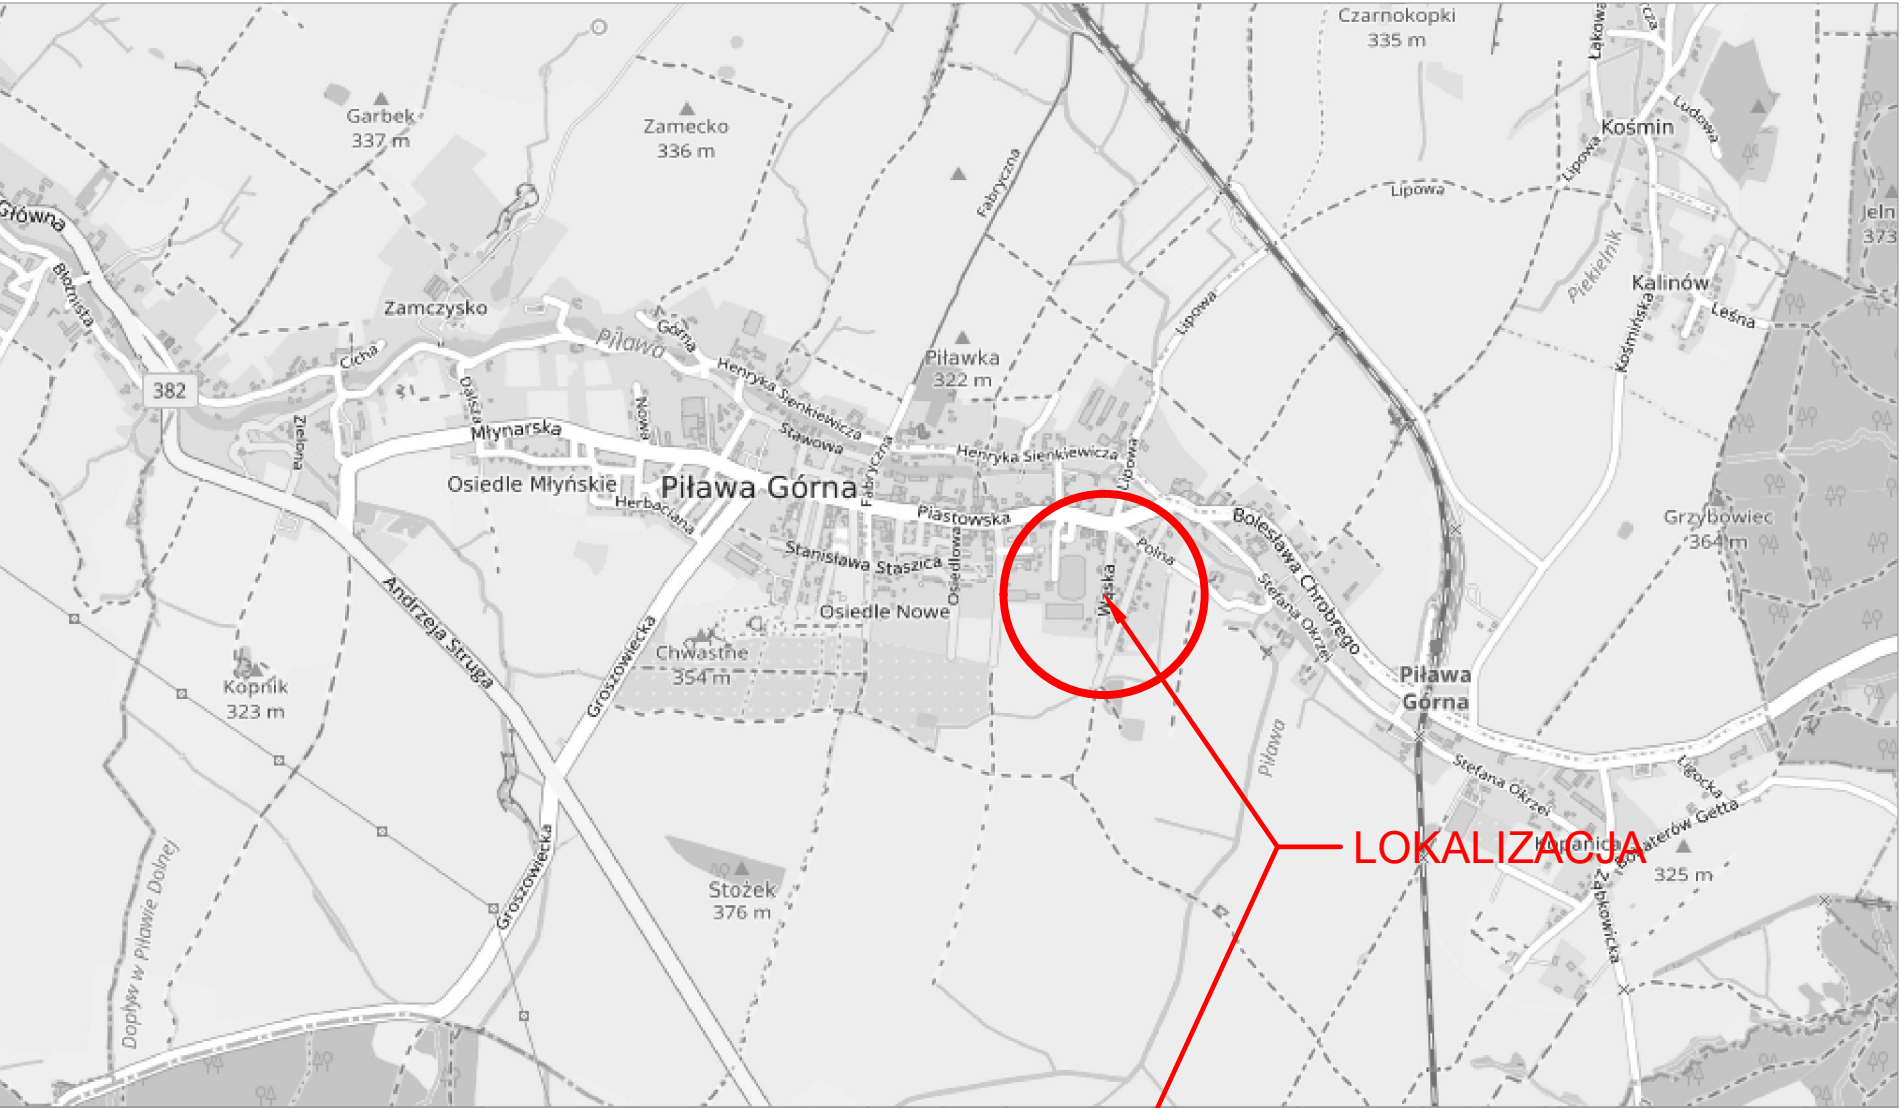 Czarnokopki
335 m
Łąkowa
Garbek
337 m
Zamecko
336 m
Kośmin
Ludowa
Lipowa
Lipowa
Fabryczna
Główna
Jeln
373
Piekielnik
Kalinów
Leśna
Kośmińska
Błotnista
Zamczysko
Cicha
Piława
Górna
Lipowa
Piławka
322 m
382
Dalsza
Nowa
Zielona
Henryka Sienkiewicza
Stawowa
Młynarska
Fabryczna
Henryka Sienkiewicza
Lipowa
Osiedle Młyńskie
Piława Górna
Herbaciana
Piastowska
Bolesława Chrobrego
Grzybowiec
364 m
Polna
Stanisława Staszica
Osiedlowa
Wąska
Stefana Okrzei
Osiedle Nowe
Andrzeja Struga
Groszowiecka
Chwastne
354 m
Kopnik
323 m
Piława
Górna
Piława
Stefana Okrzei
Ligocka
Bohaterów Getta
LOKALIZACJA
Kopanica
325 m
Ząbkowicka
Stożek
376 m
Groszowiecka
Dopływ w Piławie Dolnej